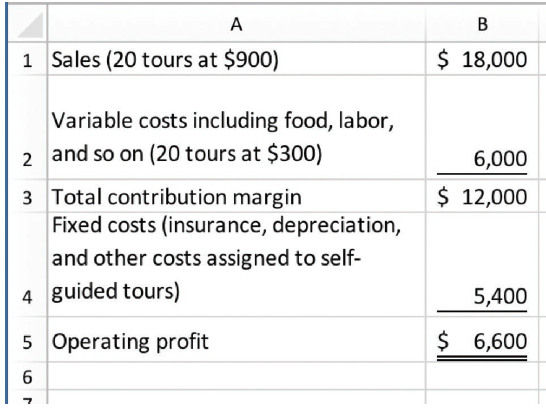 A B
1 Sales (20 tours at $900) $ 18,000
Variable costs including food, labor,
2 and so on (20 tours at $300) 6,000
3 Total contribution margin $ 12,000
Fixed costs (insurance, depreciation,
and other costs assigned to self-
4 guided tours) 5,400
5 Operating profit $ 6,600
6
7